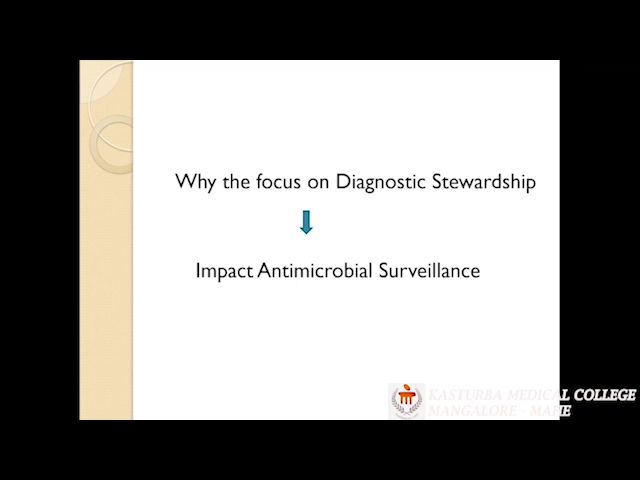 Why the focus on Diagnostic Stewardship
Impact Antimicrobial Surveillance
KASTURBA MEDICAL COLLEGE
MANGALORE - MAHE